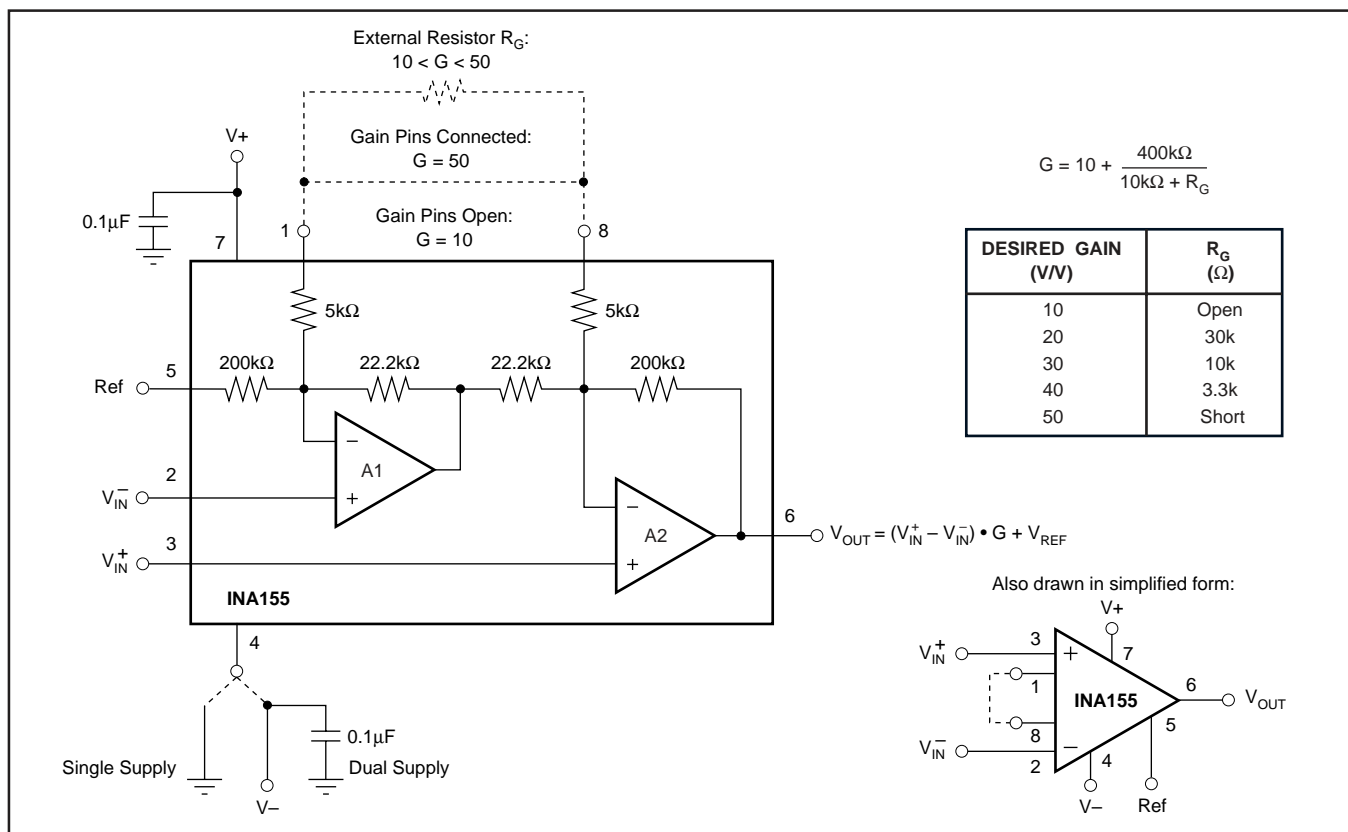 External Resistor R_G:
10 < G < 50
Gain Pins Connected:
G = 50
Gain Pins Open:
G = 10
V+
0.1µF
7
1
8
5kΩ
5kΩ
200kΩ
22.2kΩ
22.2kΩ
200kΩ
5
Ref
A1
−
+
2
V_IN^−
3
V_IN^+
A2
−
+
6
V_OUT = (V_IN^+ − V_IN^−) • G + V_REF
INA155
4
0.1µF
Single Supply
Dual Supply
V−
G = 10 + 400kΩ / 10kΩ + R_G
DESIRED GAIN (V/V) R_G (Ω)
10 Open
20 30k
30 10k
40 3.3k
50 Short
Also drawn in simplified form:
V+
V_IN^+
3
+
7
1
INA155
6
V_OUT
8
5
V_IN^−
2
−
4
V−
Ref